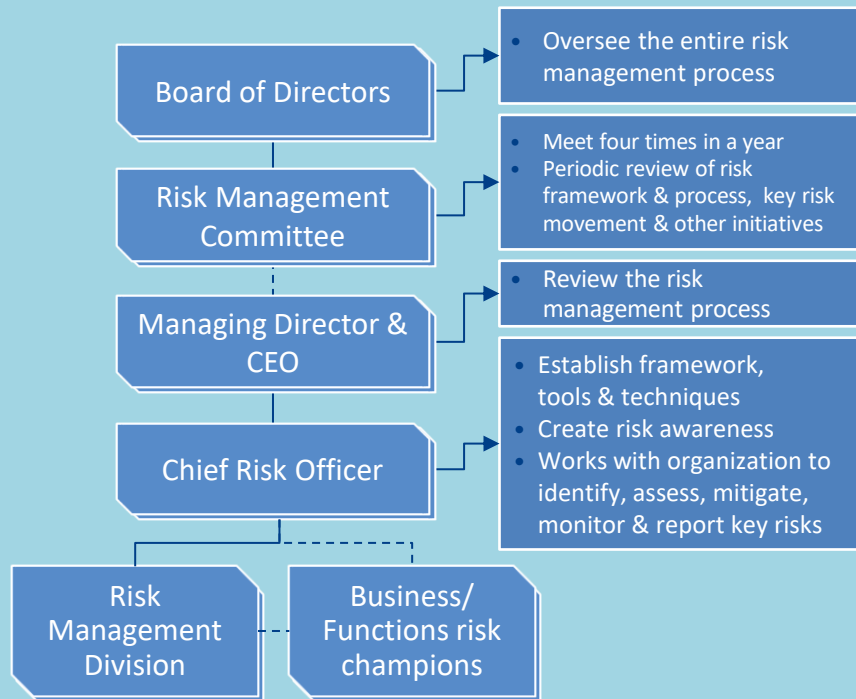 Board of Directors
• Oversee the entire risk
management process
Risk Management
Committee
• Meet four times in a year
• Periodic review of risk
framework & process, key risk
movement & other initiatives
Managing Director &
CEO
• Review the risk
management process
Chief Risk Officer
• Establish framework,
tools & techniques
• Create risk awareness
• Works with organization to
identify, assess, mitigate,
monitor & report key risks
Risk
Management
Division
Business/
Functions risk
champions